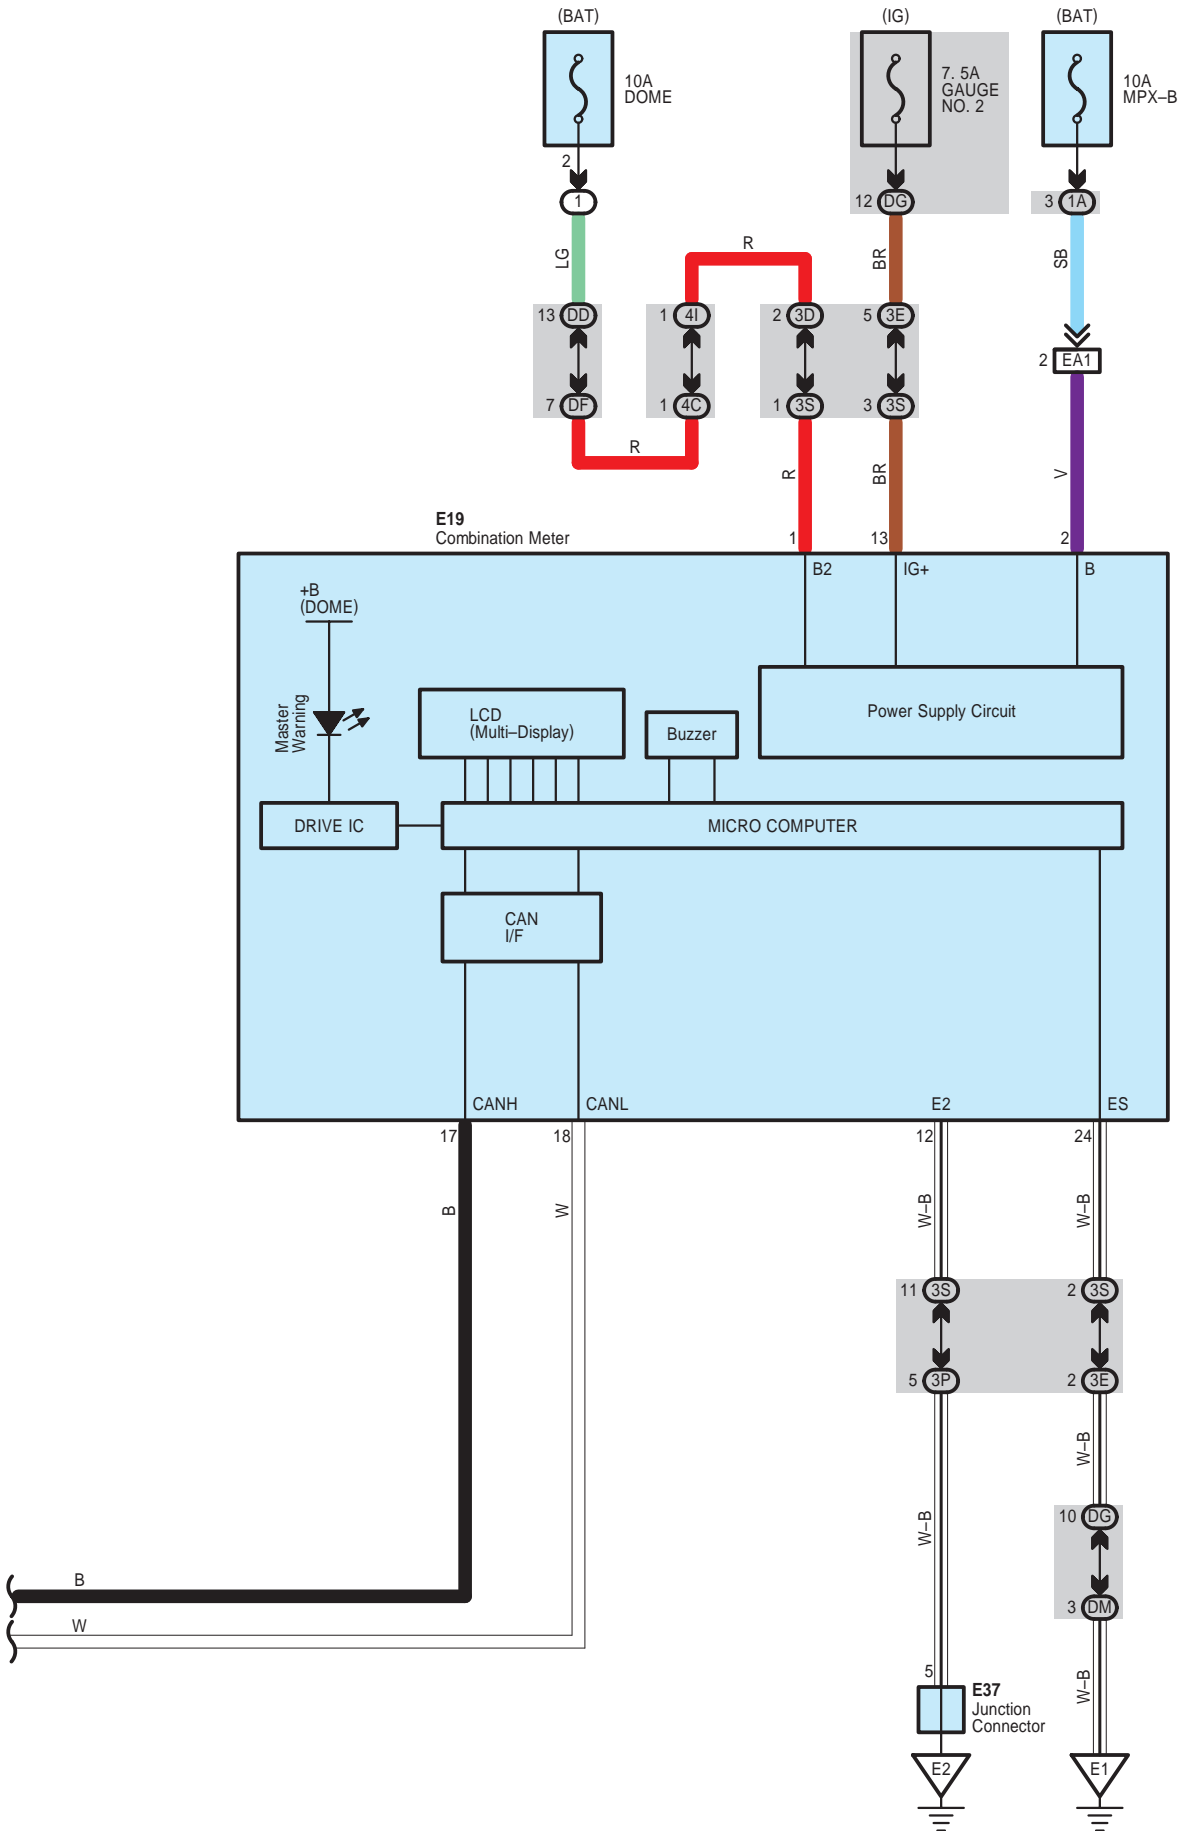 (BAT)
(IG)
(BAT)
10A
DOME
7. 5A
GAUGE
NO. 2
10A
MPX–B
2
1
12 DG
3 1A
LG
R
BR
SB
13 DD
1 4I
2 3D
5 3E
2 EA1
7 DF
1 4C
1 3S
3 3S
R
R
BR
V
E19
Combination Meter
1
13
2
B2
IG+
B
+B
(DOME)
Master
Warning
LCD
(Multi–Display)
Buzzer
Power Supply Circuit
DRIVE IC
MICRO COMPUTER
CAN
I/F
CANH
CANL
E2
ES
17
18
12
24
B
W
W–B
W–B
11 3S
2 3S
5 3P
2 3E
W–B
W–B
10 DG
3 DM
B
W
5
W–B
E37
Junction
Connector
E2
E1